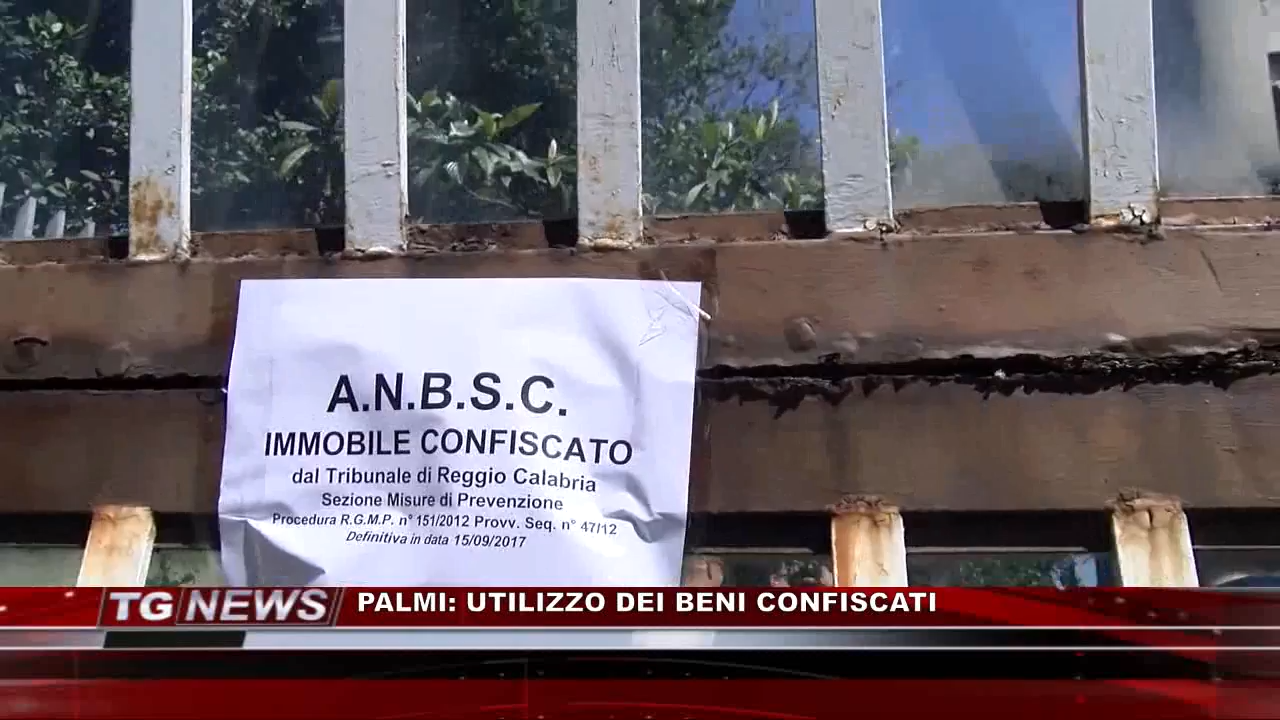 A.N.B.S.C.
IMMOBILE CONFISCATO
dal Tribunale di Reggio Calabria
Sezione Misure di Prevenzione
Procedura R.G.M.P. n° 151/2012 Provv. Seq. n° 47/12
Definitiva in data 15/09/2017
TG NEWS PALMI: UTILIZZO DEI BENI CONFISCATI